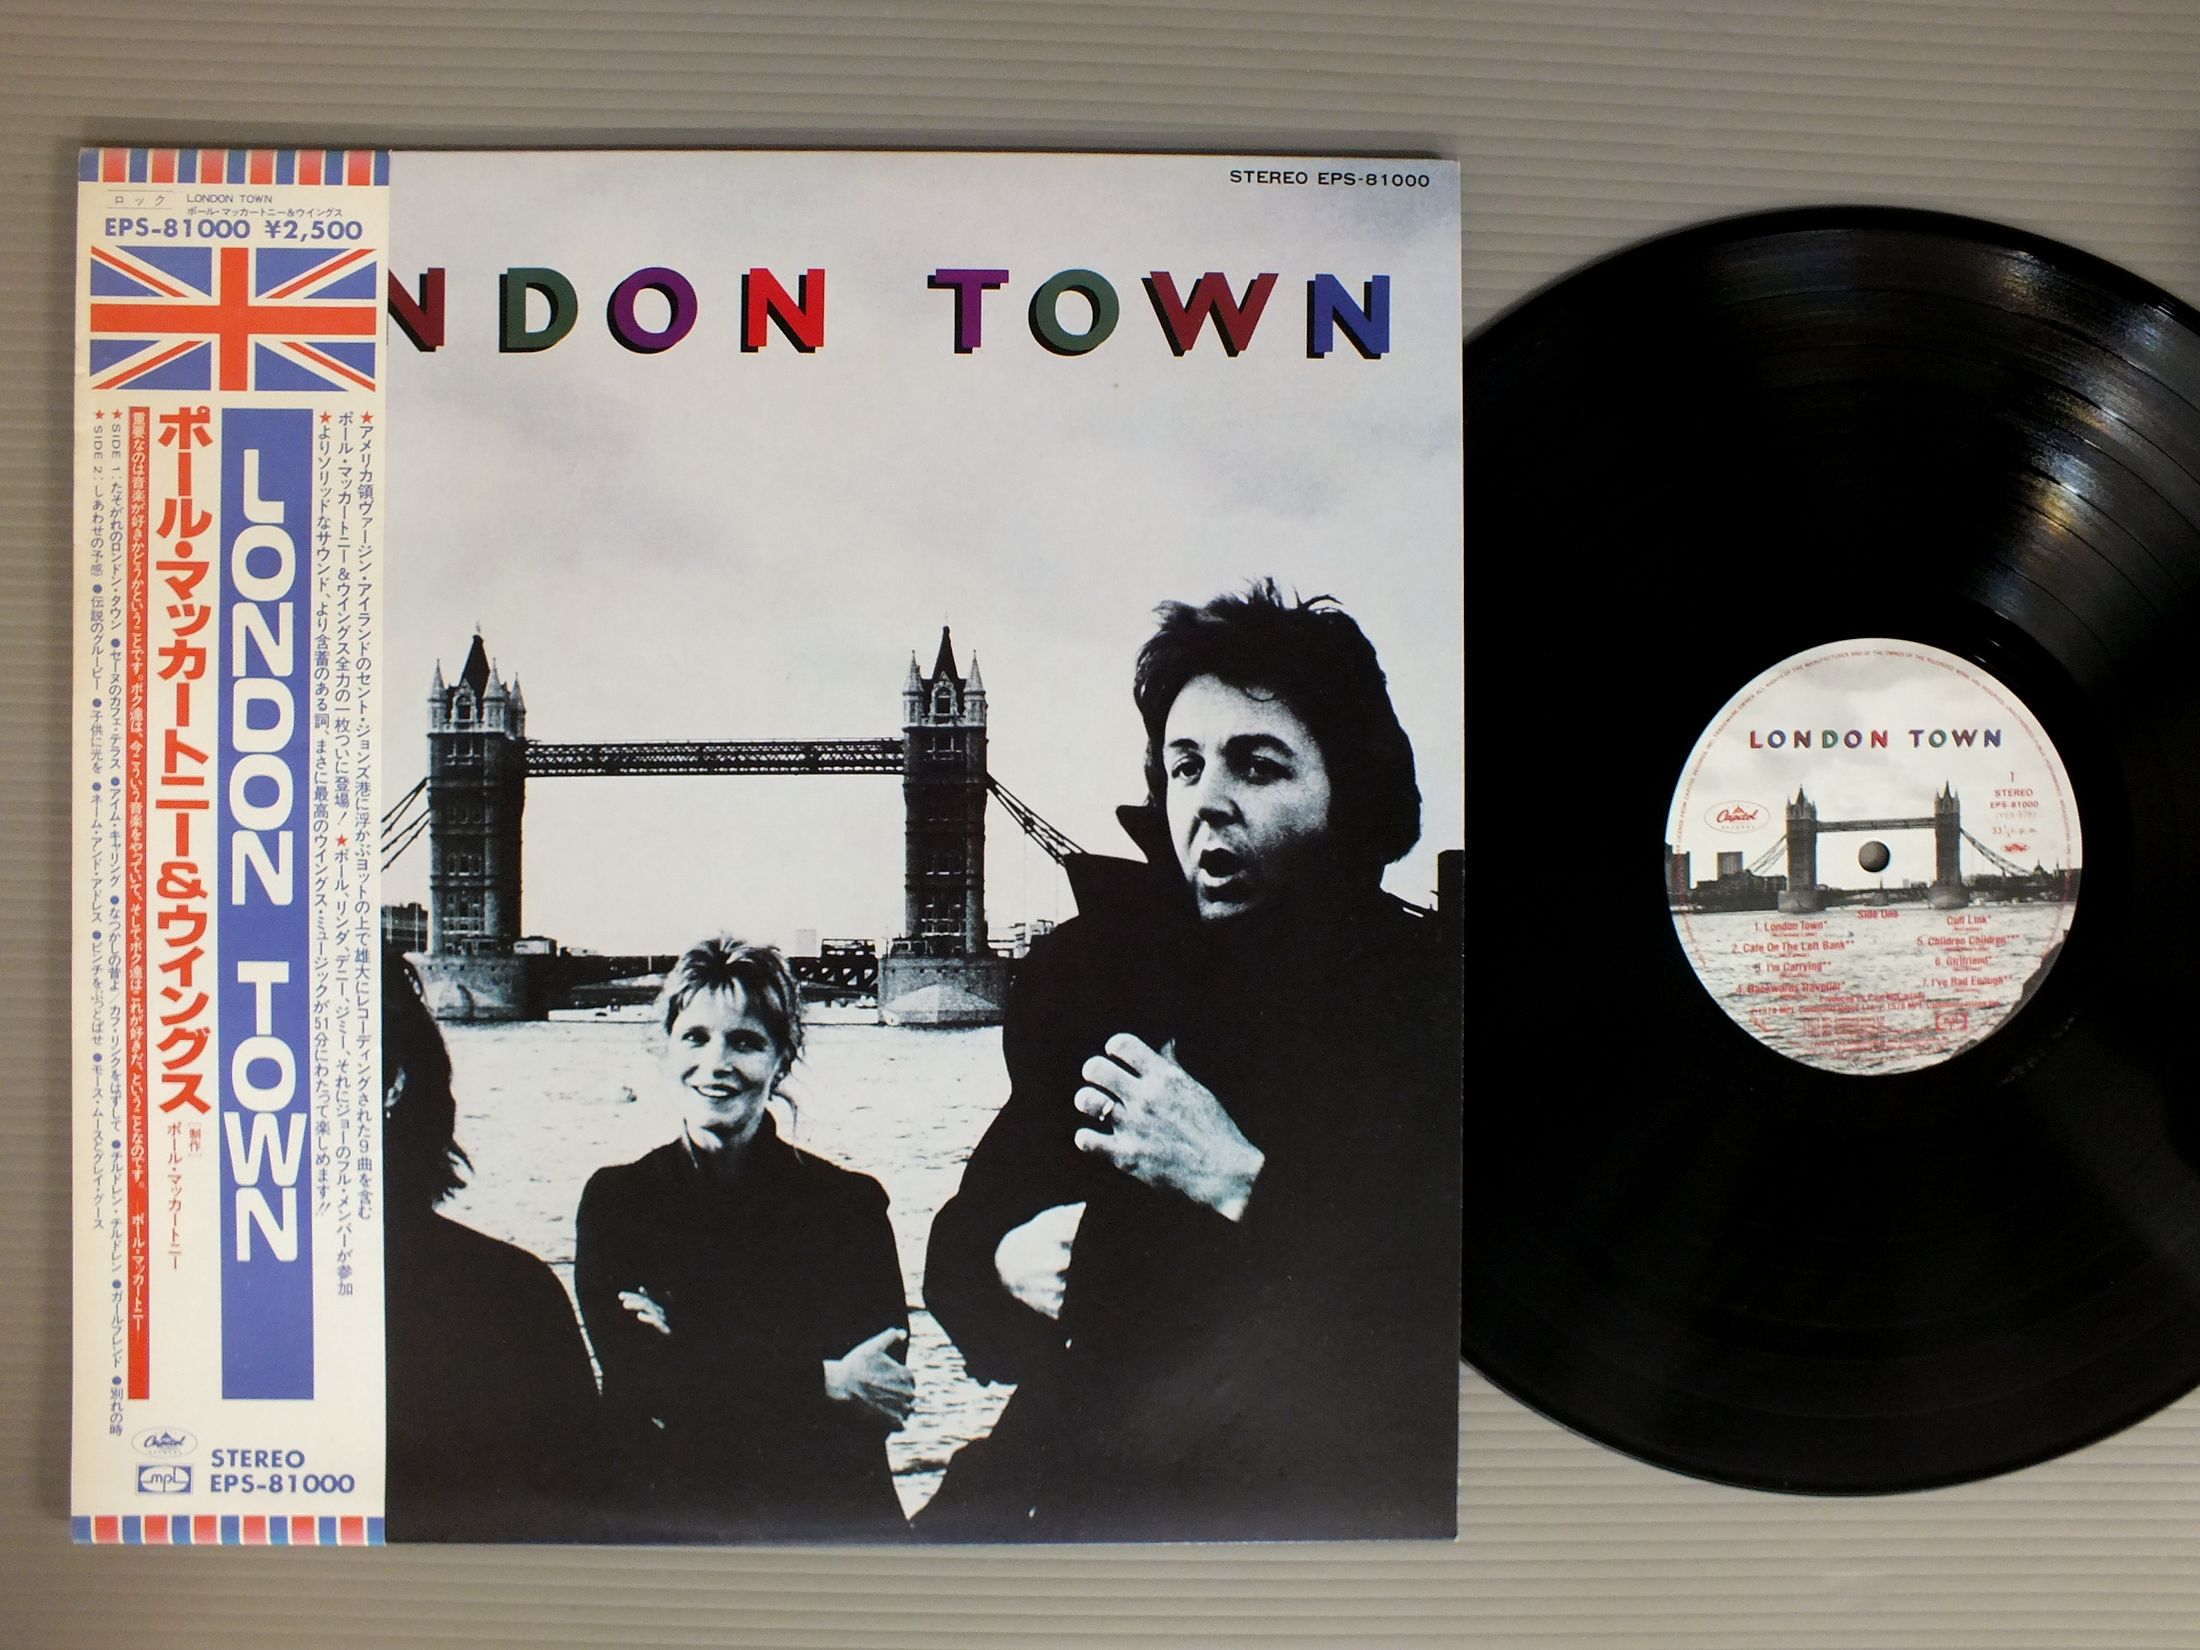 ロック
LONDON TOWN
ポール・マッカートニー&ウイングス
EPS-81000 ¥2,500
★アメリカ領ヴァージン・アイランドのセント・ジョンズ港に浮かぶヨットの上で雄大にレコーディングされた9曲を含む
ポール・マッカートニー&ウイングス全力の一枚ついに登場! ★ポール、リンダ、デニー、ジミー、それにジョーのフル・メンバーが参加
★よりソリッドなサウンド、より含蓄のある詞、まさに最高のウイングス・ミュージックが51分にわたって楽しめます!!
LONDON TOWN
ポール・マッカートニー&ウイングス
[制作]
ポール・マッカートニー
重要なのは音楽が好きかどうかということです。ボク達は、今こういう音楽をやっていて、そしてボク達はこれが好きだ、ということなのです。 —ポール・マッカートニー
★SIDE 1:たそがれのロンドン・タウン ●セーヌのカフェ・テラス ●アイム・キャリング ●なつかしの昔よ/カフ・リンクをはずして ●チルドレン・チルドレン ●ガールフレンド ●別れの時
★SIDE 2:しあわせの予感 ●伝説のグルーピー ●子供に光を ●ネーム・アンド・アドレス ●ピンチをぶっとばせ ●モース・ムースとグレイ・グース
Capitol
mpl
STEREO
EPS-81000
STEREO EPS-81000
NDON TOWN
LONDON TOWN
Capitol
RECORDS
1
STEREO
EPS-81000
33⅓ r.p.m.
Side One
1. London Town*
2. Cafe On The Left Bank**
3. I'm Carrying**
4. Backwards Traveller*
Cuff Link*
5. Children Children***
6. Girlfriend*
7. I've Had Enough**
Produced by Paul McCartney
mpl